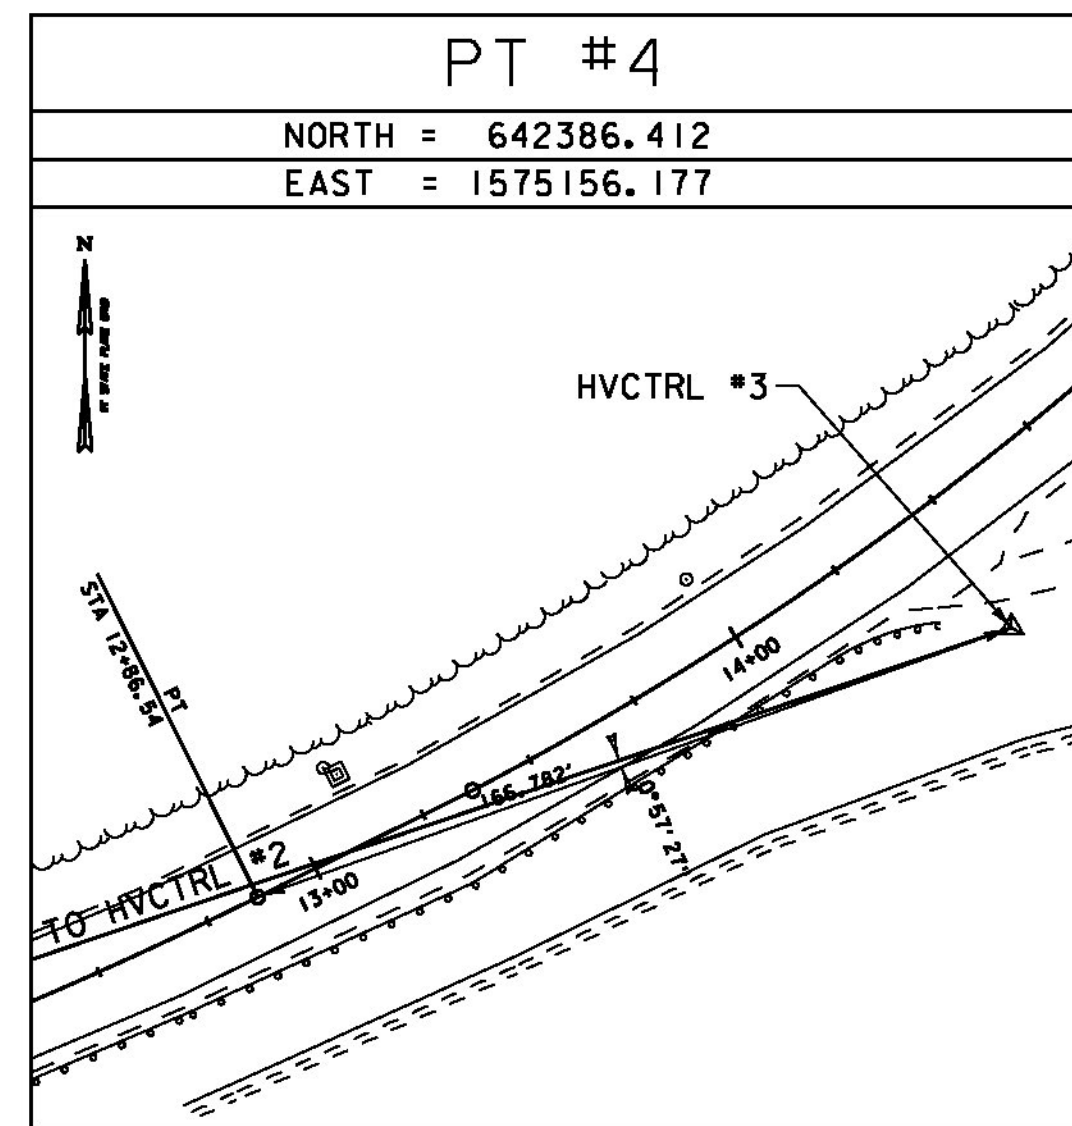 PT #4
NORTH = 642386.412
EAST = 1575156.177
N
HVCTRL #3
STA 12+86.54
PT
14+00
166.782'
0°57'27"
TO HVCTRL #2
13+00